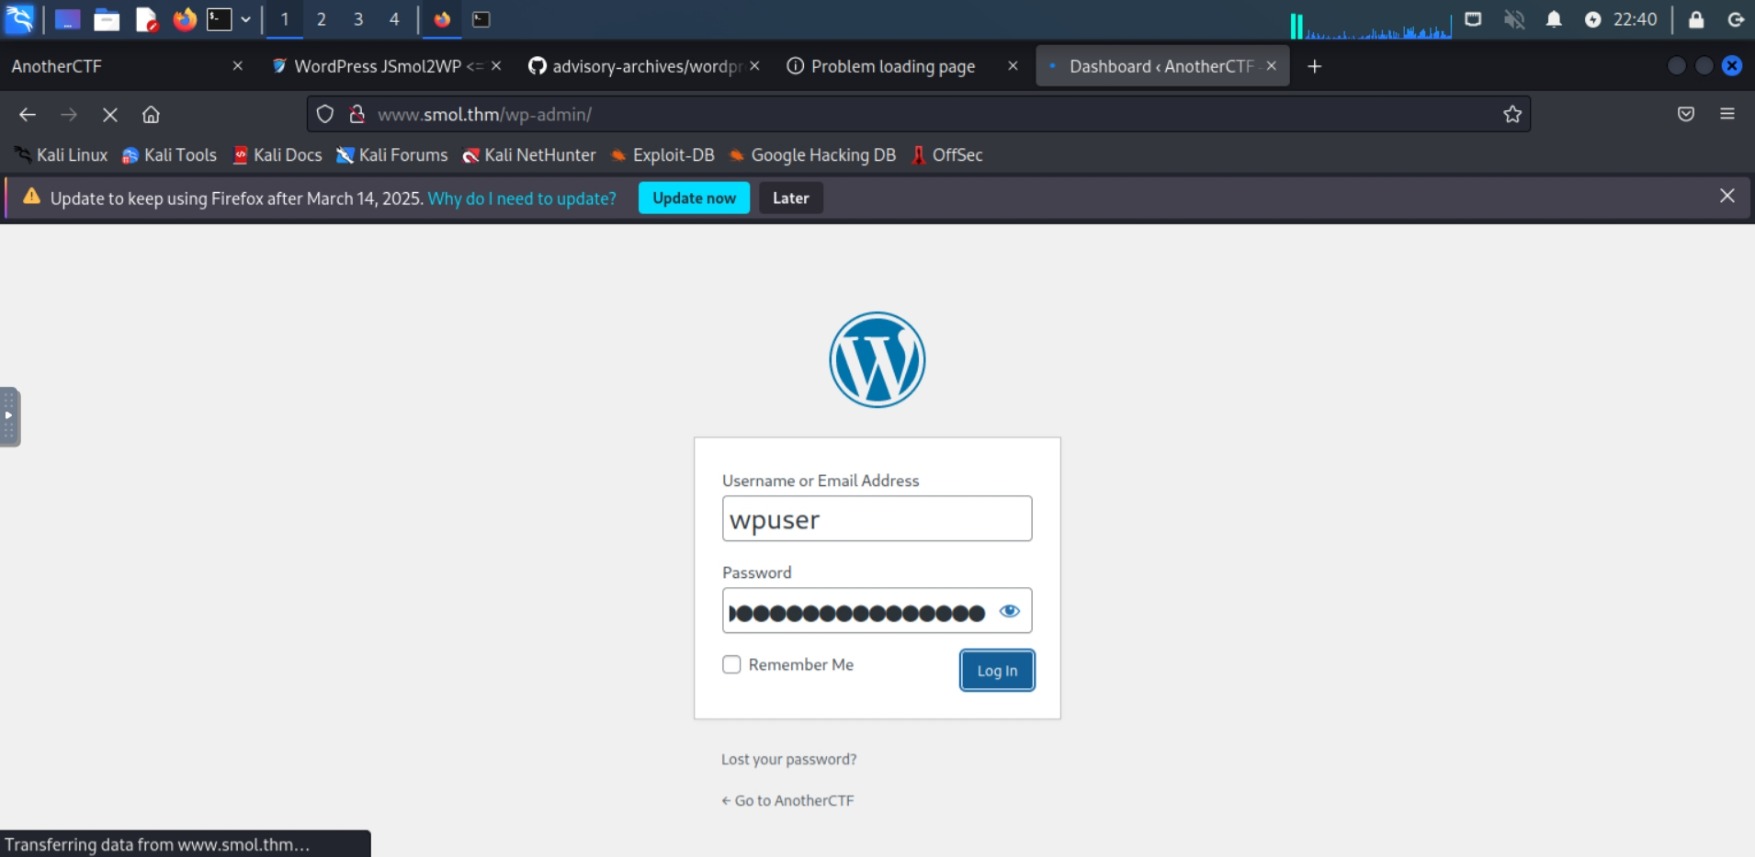 1 2 3 4 22:40
AnotherCTF WordPress JSmol2WP <= advisory-archives/wordpr Problem loading page Dashboard ‹ AnotherCTF
www.smol.thm/wp-admin/
Kali Linux Kali Tools Kali Docs Kali Forums Kali NetHunter Exploit-DB Google Hacking DB OffSec
Update to keep using Firefox after March 14, 2025. Why do I need to update? Update now Later
Username or Email Address
wpuser
Password
Remember Me Log In
Lost your password?
← Go to AnotherCTF
Transferring data from www.smol.thm...